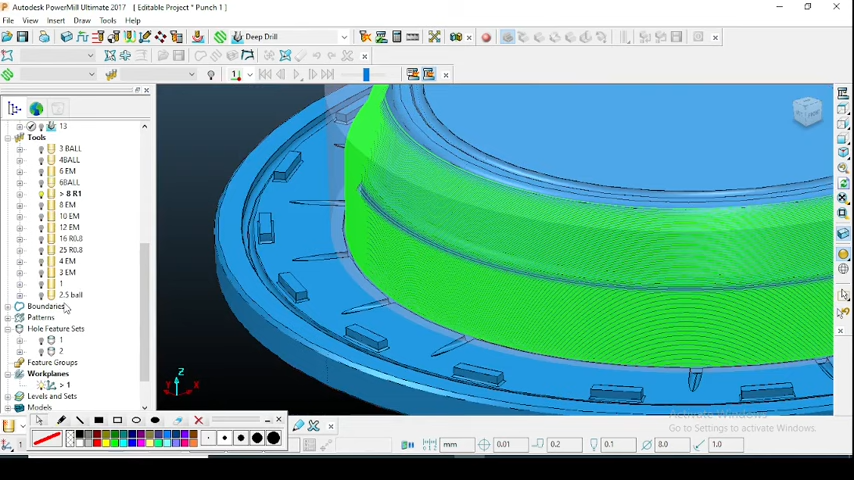 Autodesk PowerMill Ultimate 2017 - [Editable Project * Punch 1 ]
File View Insert Draw Tools Help
Deep Drill
13
Tools
3 BALL
4BALL
6 EM
6BALL
> 8 R1
8 EM
10 EM
12 EM
16 R0.8
25 R0.8
4 EM
3 EM
1
2.5 ball
Boundaries
Patterns
Hole Feature Sets
1
2
Feature Groups
Workplanes
> 1
Levels and Sets
Models
Z
Y
X
Activate Windows
Go to Settings to activate Windows.
1
mm
0.01
0.2
0.1
8.0
1.0